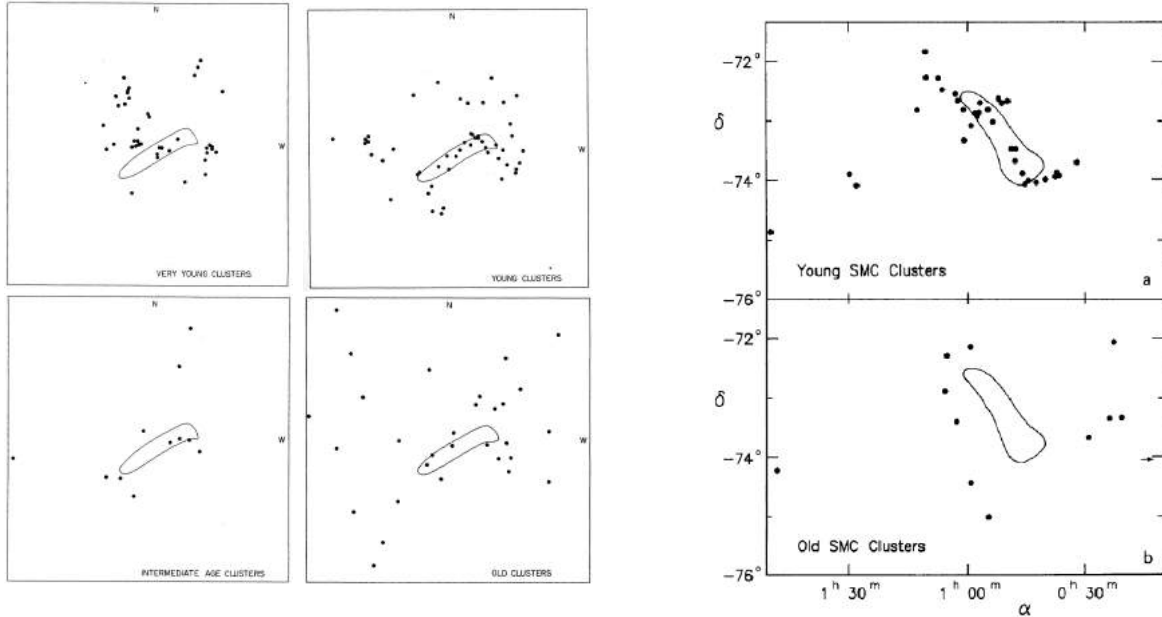 N
W
VERY YOUNG CLUSTERS
N
W
YOUNG CLUSTERS
N
W
INTERMEDIATE AGE CLUSTERS
N
W
OLD CLUSTERS
-72°
δ
-74°
Young SMC Clusters a
-76°
-72°
δ
-74°
Old SMC Clusters b
-76°
1ʰ 30ᵐ 1ʰ 00ᵐ 0ʰ 30ᵐ
α